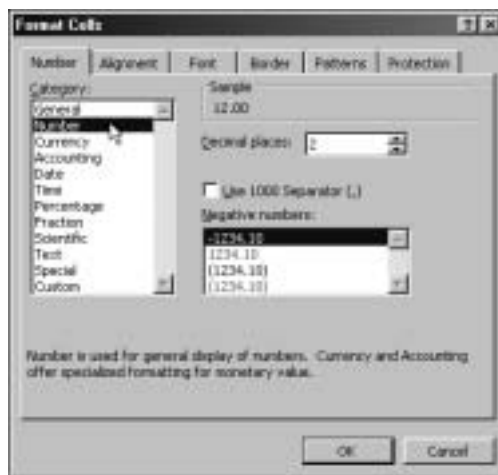 Format Cells
Number Alignment Font Border Patterns Protection
Category:
General
Number
Currency
Accounting
Date
Time
Percentage
Fraction
Scientific
Text
Special
Custom
Sample
12.00
Decimal places: 2
Use 1000 Separator (,)
Negative numbers:
-1234.10
1234.10
(1234.10)
(1234.10)
Number is used for general display of numbers. Currency and Accounting
offer specialized formatting for monetary value.
OK Cancel